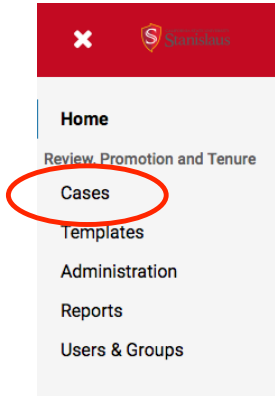 Stanislaus
Home
Review, Promotion and Tenure
Cases
Templates
Administration
Reports
Users & Groups